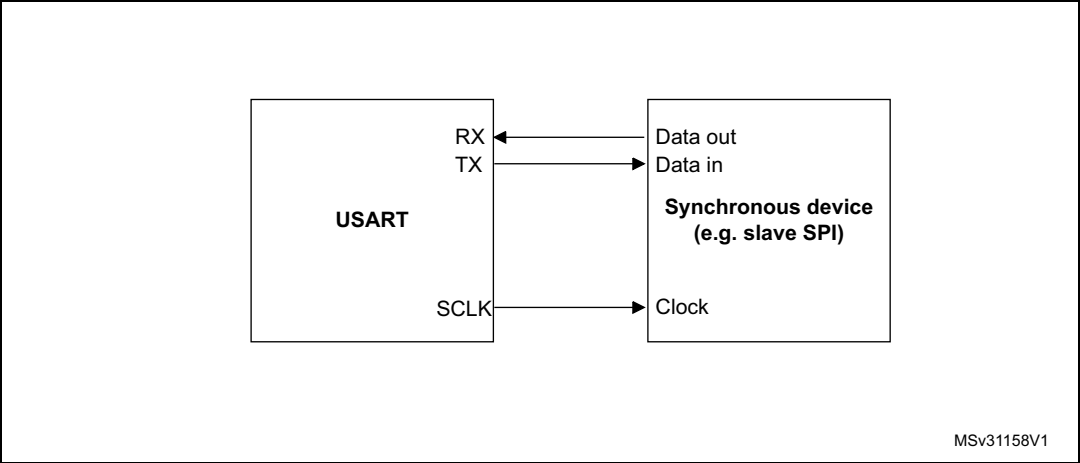 RX
Data out
TX
Data in
USART
Synchronous device
(e.g. slave SPI)
SCLK
Clock
MSv31158V1